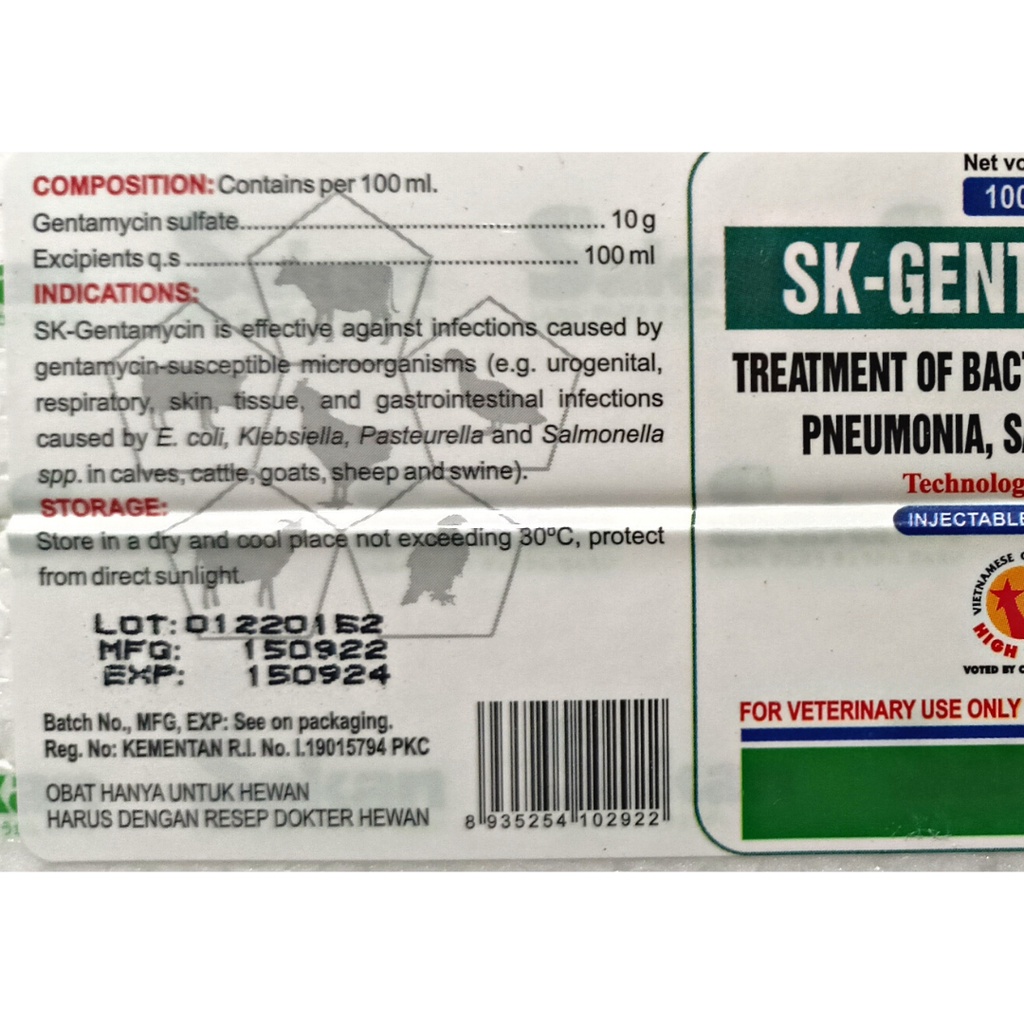 COMPOSITION: Contains per 100 ml.
Gentamycin sulfate.......................................................... 10 g
Excipients q.s ............................................................... 100 ml
INDICATIONS:
SK-Gentamycin is effective against infections caused by
gentamycin-susceptible microorganisms (e.g. urogenital,
respiratory, skin, tissue, and gastrointestinal infections
caused by E. coli, Klebsiella, Pasteurella and Salmonella
spp. in calves, cattle, goats, sheep and swine).
STORAGE:
Store in a dry and cool place not exceeding 30ºC, protect
from direct sunlight.
LOT: 01220152
MFG: 150922
EXP: 150924
Batch No., MFG, EXP: See on packaging.
Reg. No: KEMENTAN R.I. No. I.19015794 PKC
OBAT HANYA UNTUK HEWAN
HARUS DENGAN RESEP DOKTER HEWAN
8 935254 102922
Net vo
100
SK-GENT
TREATMENT OF BACT
PNEUMONIA, SA
Technolog
INJECTABLE
VIETNAMESE
HIGH
VOTED BY C
FOR VETERINARY USE ONLY